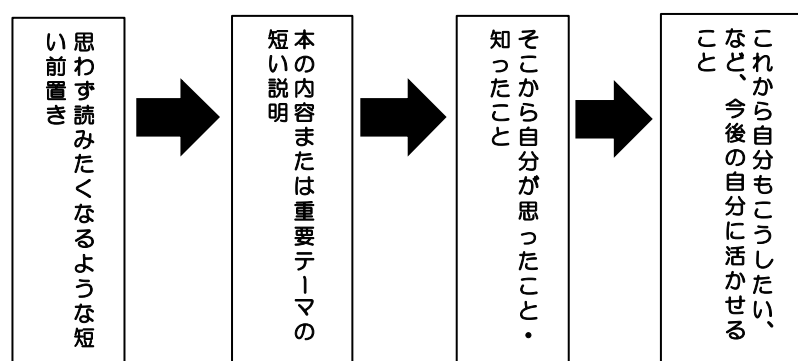 思わず読みたくなるような短
い前置き
本の内容または重要テーマの
短い説明
そこから自分が思ったこと・
知ったこと
これから自分もこうしたい、
など、今後の自分に活かせる
こと